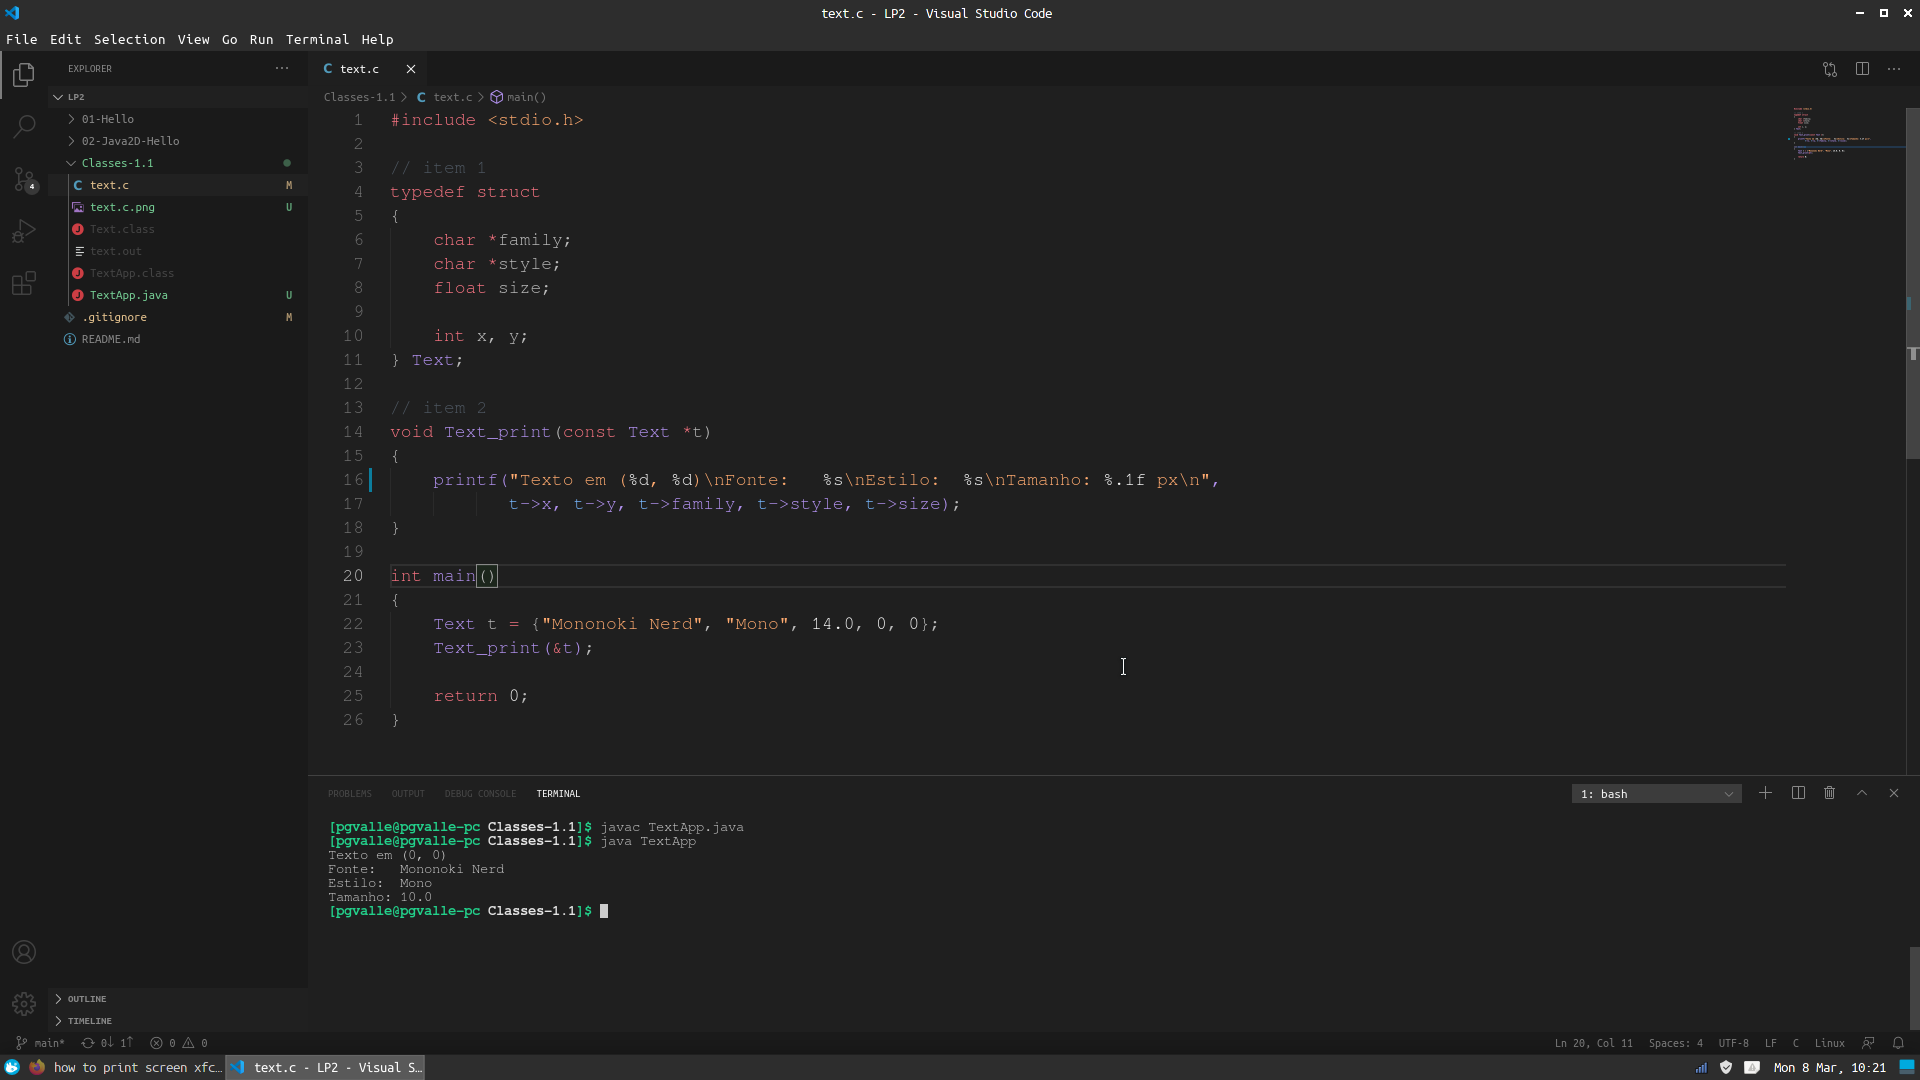 text.c - LP2 - Visual Studio Code
File Edit Selection View Go Run Terminal Help
EXPLORER
LP2
01-Hello
02-Java2D-Hello
Classes-1.1
text.c M
text.c.png U
Text.class
text.out
TextApp.class
TextApp.java U
.gitignore M
README.md
4
OUTLINE
TIMELINE
text.c
Classes-1.1 > text.c > main()
1 #include <stdio.h>
2
3 // item 1
4 typedef struct
5 {
6     char *family;
7     char *style;
8     float size;
9
10     int x, y;
11 } Text;
12
13 // item 2
14 void Text_print(const Text *t)
15 {
16     printf("Texto em (%d, %d)\nFonte:   %s\nEstilo:  %s\nTamanho: %.1f px\n",
17            t->x, t->y, t->family, t->style, t->size);
18 }
19
20 int main()
21 {
22     Text t = {"Mononoki Nerd", "Mono", 14.0, 0, 0};
23     Text_print(&t);
24
25     return 0;
26 }
PROBLEMS OUTPUT DEBUG CONSOLE TERMINAL 1: bash
[pgvalle@pgvalle-pc Classes-1.1]$ javac TextApp.java
[pgvalle@pgvalle-pc Classes-1.1]$ java TextApp
Texto em (0, 0)
Fonte:   Mononoki Nerd
Estilo:  Mono
Tamanho: 10.0
[pgvalle@pgvalle-pc Classes-1.1]$
main* 0↓ 1↑ 0 0 Ln 20, Col 11 Spaces: 4 UTF-8 LF C Linux
how to print screen xfc... text.c - LP2 - Visual S... Mon 8 Mar, 10:21